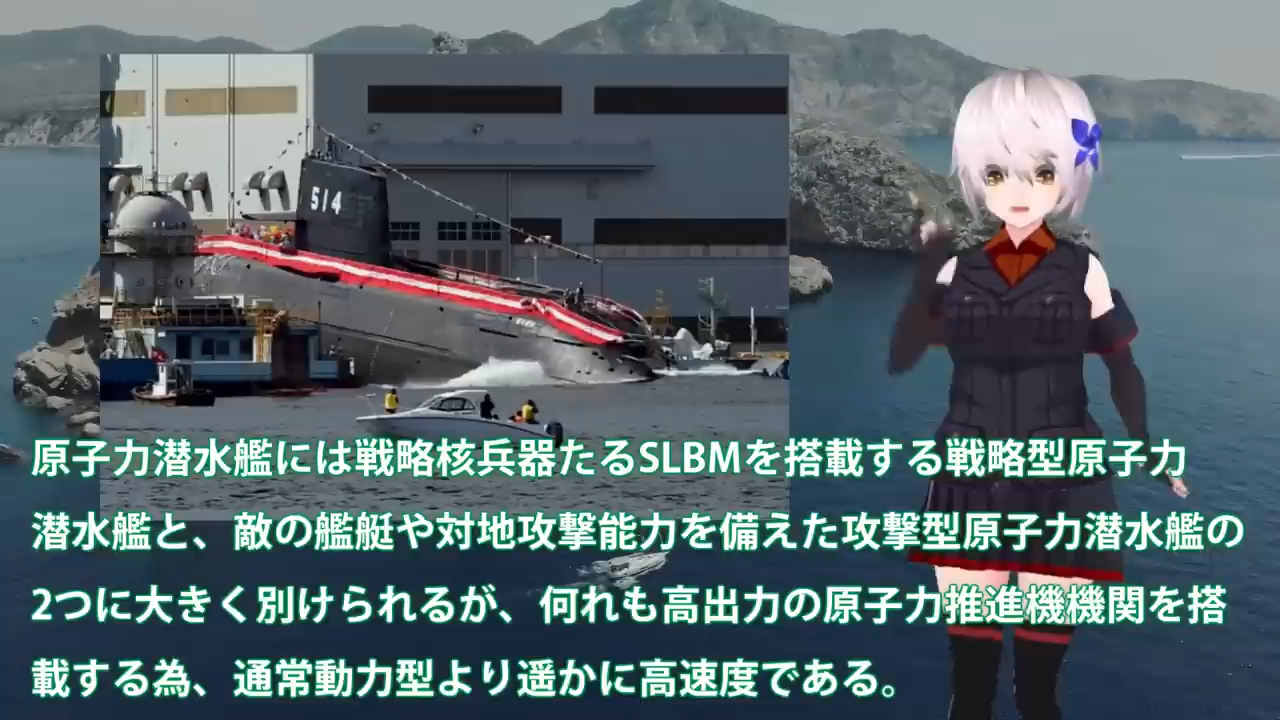 514
原子力潜水艦には戦略核兵器たるSLBMを搭載する戦略型原子力
潜水艦と、敵の艦艇や対地攻撃能力を備えた攻撃型原子力潜水艦の
2つに大きく別けられるが、何れも高出力の原子力推進機機関を搭
載する為、通常動力型より遥かに高速度である。